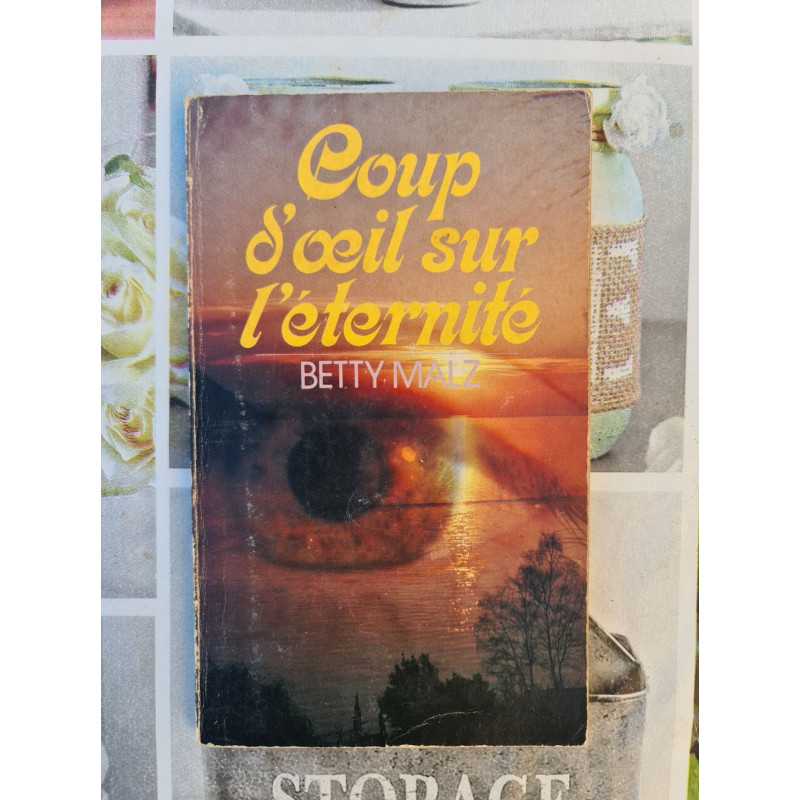 Coup
d'œil sur
l'éternité
BETTY MALZ
STORAGE